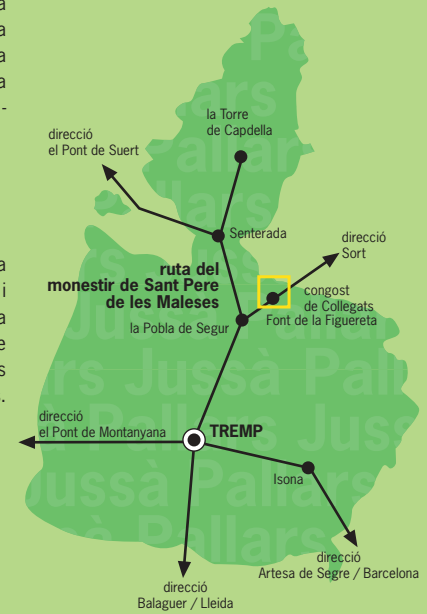 a
a
a
a
-
a
i
a
e
s
.
la Torre
de Capdella
direcció
el Pont de Suert
Senterada
direcció
Sort
ruta del
monestir de Sant Pere
de les Maleses
congost
de Collegats
Font de la Figuereta
la Pobla de Segur
direcció
el Pont de Montanyana
TREMP
Isona
direcció
Artesa de Segre / Barcelona
direcció
Balaguer / Lleida
Pallars Jussà